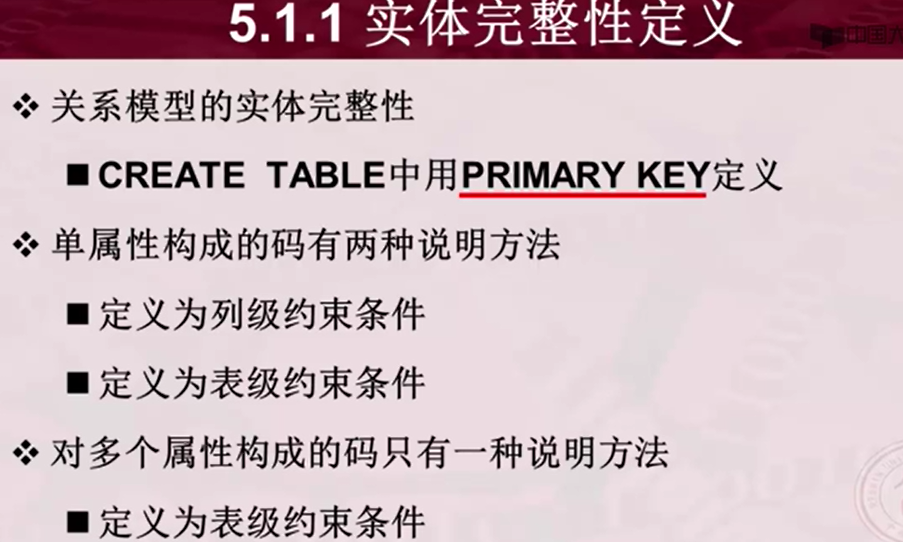 5.1.1 实体完整性定义
中国大
❖ 关系模型的实体完整性
■ CREATE TABLE中用PRIMARY KEY定义
❖ 单属性构成的码有两种说明方法
■ 定义为列级约束条件
■ 定义为表级约束条件
❖ 对多个属性构成的码只有一种说明方法
■ 定义为表级约束条件